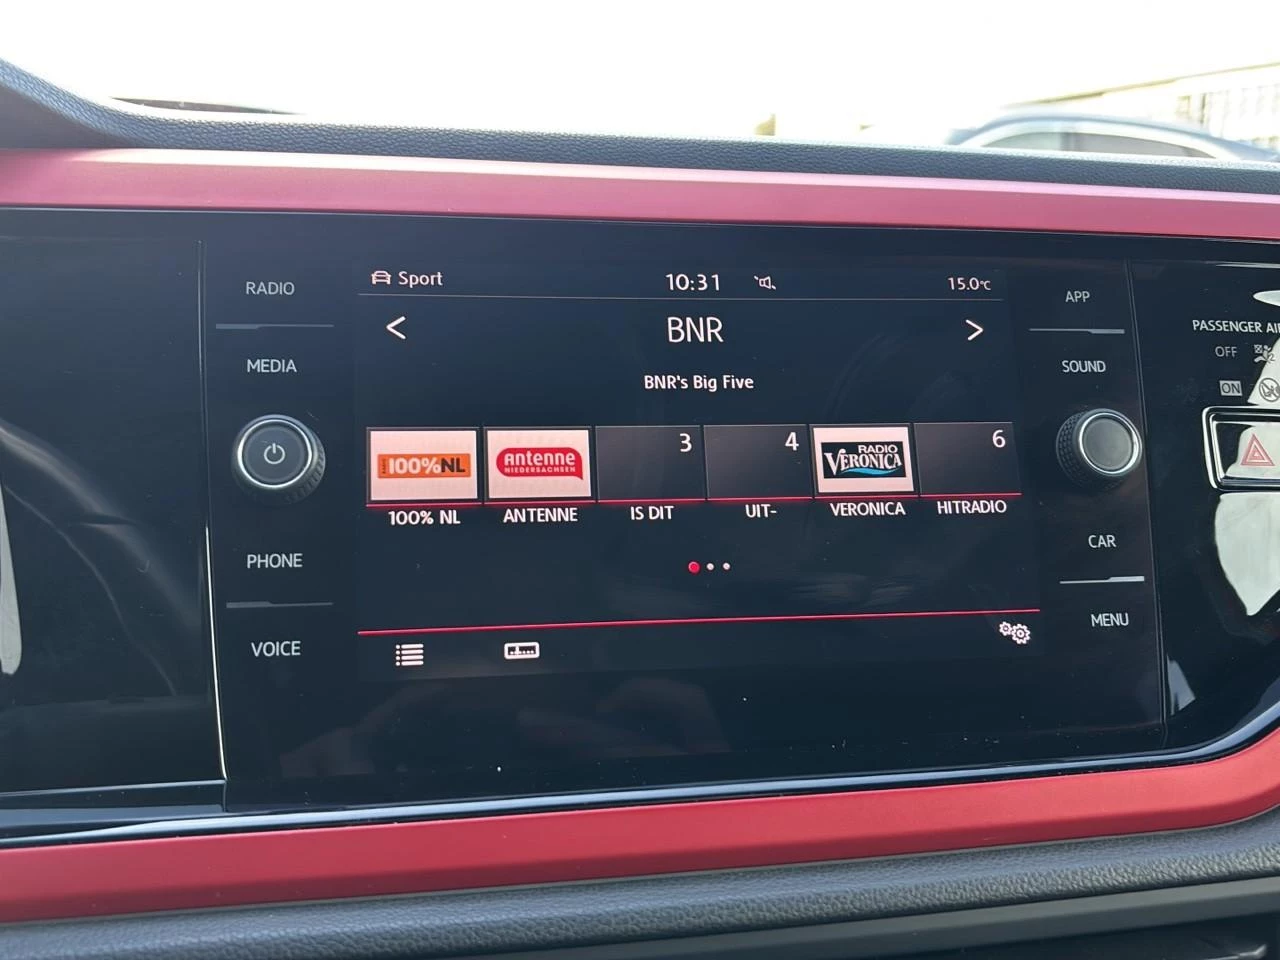 RADIO
MEDIA
PHONE
VOICE
Sport
10:31
15.0°C
<
BNR
>
BNR's Big Five
100%NL
Antenne
NIEDERSACHSEN
3
4
RADIO
VERONICA
6
100% NL
ANTENNE
IS DIT
UIT-
VERONICA
HITRADIO
APP
SOUND
CAR
MENU
PASSENGER AI
OFF
ON